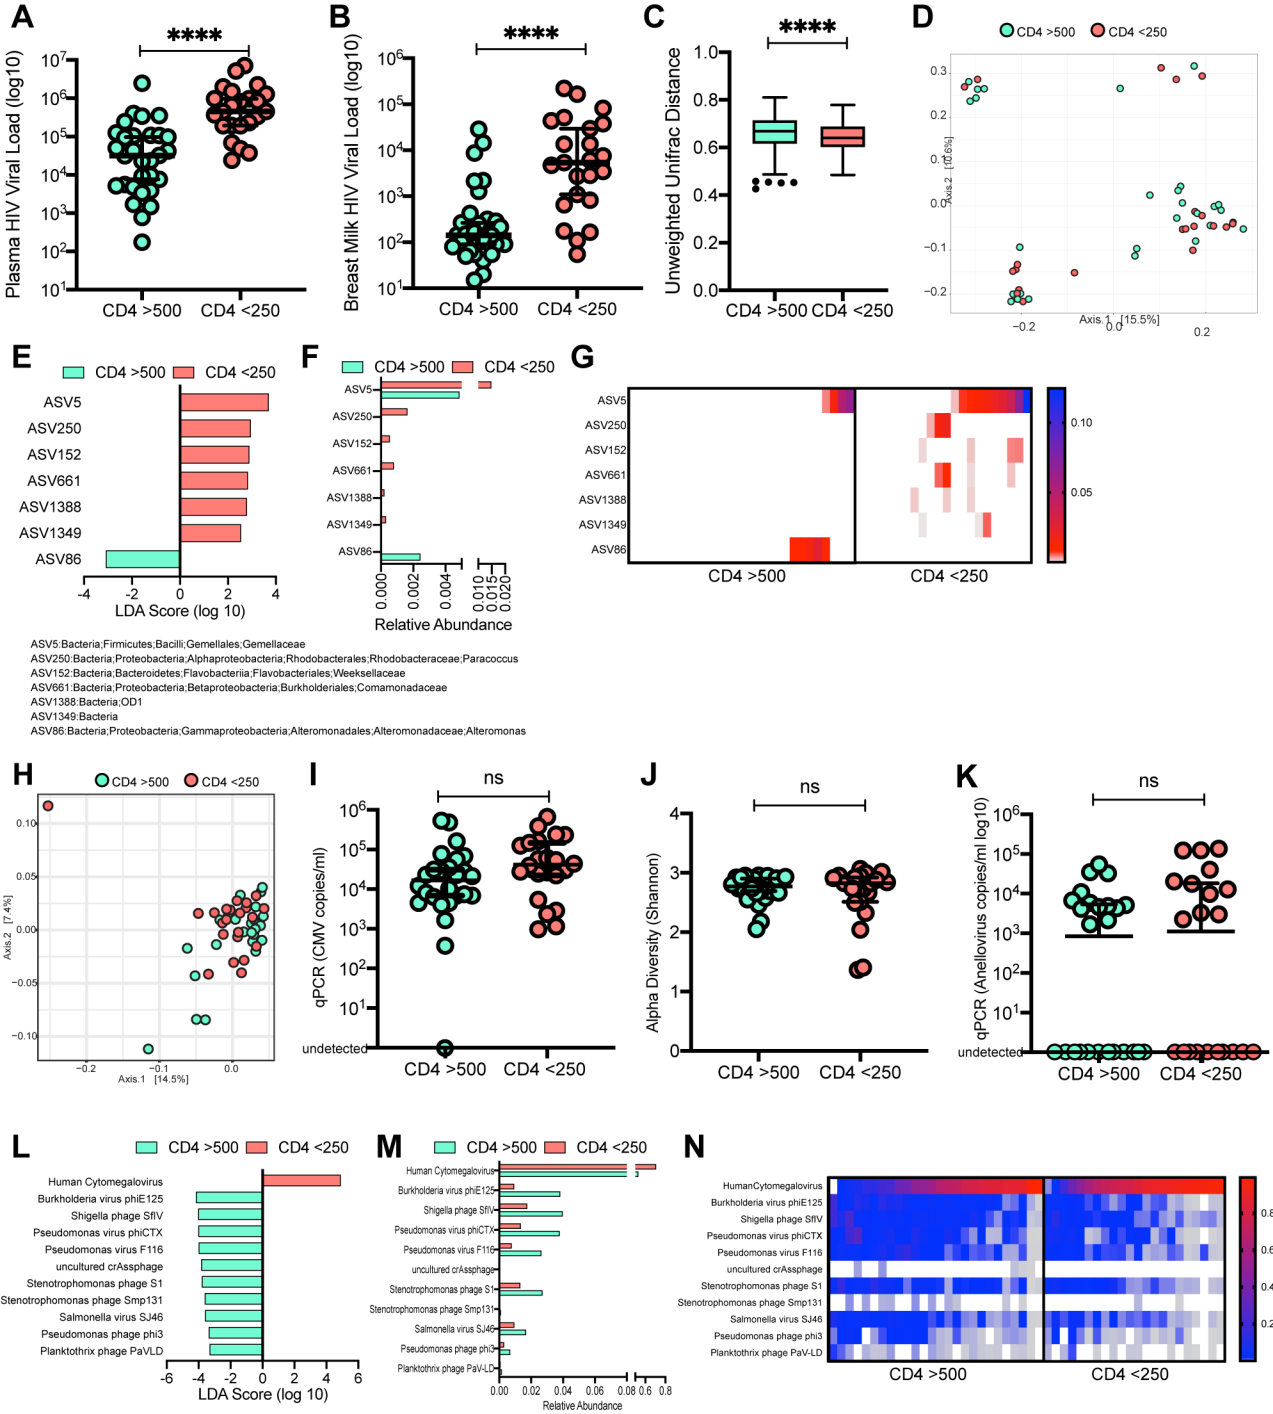 A
****
Plasma HIV Viral Load (log10)
10^7
10^6
10^5
10^4
10^3
10^2
10^1
CD4 >500
CD4 <250
B
****
Breast Milk HIV Viral Load (log10)
10^6
10^5
10^4
10^3
10^2
10^1
CD4 >500
CD4 <250
C
****
Unweighted Unifrac Distance
1.0
0.8
0.6
0.4
0.2
0.0
CD4 >500
CD4 <250
D
CD4 >500
CD4 <250
Axis.2 [10.6%]
0.3
0.2
0.1
0.0
−0.1
−0.2
−0.2
0.0
0.2
Axis.1 [15.5%]
E
CD4 >500
CD4 <250
ASV5
ASV250
ASV152
ASV661
ASV1388
ASV1349
ASV86
-4
-2
0
2
4
LDA Score (log 10)
F
CD4 >500
CD4 <250
ASV5
ASV250
ASV152
ASV661
ASV1388
ASV1349
ASV86
0.000
0.002
0.004
0.010
0.015
0.020
Relative Abundance
G
ASV5
ASV250
ASV152
ASV661
ASV1388
ASV1349
ASV86
CD4 >500
CD4 <250
0.10
0.05
ASV5:Bacteria;Firmicutes;Bacilli;Gemellales;Gemellaceae
ASV250:Bacteria;Proteobacteria;Alphaproteobacteria;Rhodobacterales;Rhodobacteraceae;Paracoccus
ASV152:Bacteria;Bacteroidetes;Flavobacteriia;Flavobacteriales;Weeksellaceae
ASV661:Bacteria;Proteobacteria;Betaproteobacteria;Burkholderiales;Comamonadaceae
ASV1388:Bacteria;OD1
ASV1349:Bacteria
ASV86:Bacteria;Proteobacteria;Gammaproteobacteria;Alteromonadales;Alteromonadaceae;Alteromonas
H
CD4 >500
CD4 <250
Axis.2 [7.4%]
0.10
0.05
0.00
−0.05
−0.10
−0.2
−0.1
0.0
Axis.1 [14.5%]
I
ns
qPCR (CMV copies/ml)
10^6
10^5
10^4
10^3
10^2
10^1
undetected
CD4 >500
CD4 <250
J
ns
Alpha Diversity (Shannon)
4
3
2
1
0
CD4 >500
CD4 <250
K
ns
qPCR (Anellovirus copies/ml log10)
10^6
10^5
10^4
10^3
10^2
10^1
undetected
CD4 >500
CD4 <250
L
CD4 >500
CD4 <250
Human Cytomegalovirus
Burkholderia virus phiE125
Shigella phage SfIV
Pseudomonas virus phiCTX
Pseudomonas virus F116
uncultured crAssphage
Stenotrophomonas phage S1
Stenotrophomonas phage Smp131
Salmonella virus SJ46
Pseudomonas phage phi3
Planktothrix phage PaVLD
-6
-4
-2
0
2
4
6
LDA Score (log 10)
M
CD4 >500
CD4 <250
Human Cytomegalovirus
Burkholderia virus phiE125
Shigella phage SfIV
Pseudomonas virus phiCTX
Pseudomonas virus F116
uncultured crAssphage
Stenotrophomonas phage S1
Stenotrophomonas phage Smp131
Salmonella virus SJ46
Pseudomonas phage phi3
Planktothrix phage PaV-LD
0.00
0.02
0.04
0.06
0.08
0.6
0.8
Relative Abundance
N
HumanCytomegalovirus
Burkholderia virus phiE125
Shigella phage SfIV
Pseudomonas virus phiCTX
Pseudomonas virus F116
uncultured crAssphage
Stenotrophomonas phage S1
Stenotrophomonas phage Smp131
Salmonella virus SJ46
Pseudomonas phage phi3
Planktothrix phage PaV-LD
CD4 >500
CD4 <250
0.8
0.6
0.4
0.2